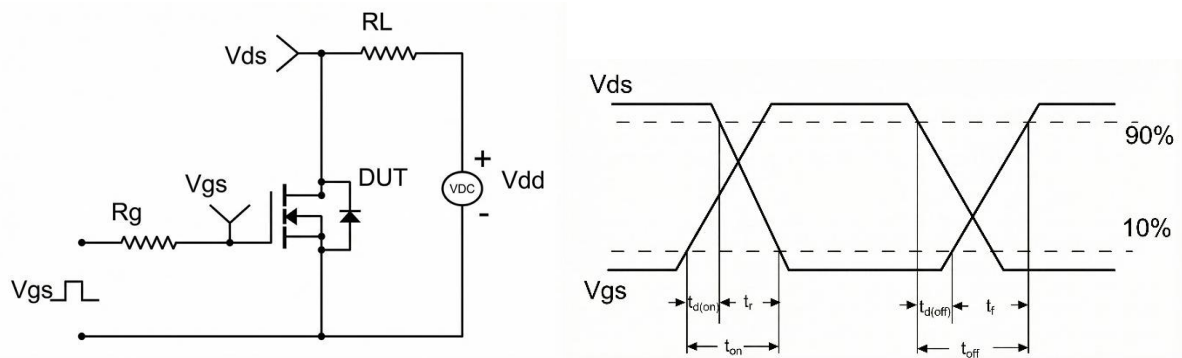 RL
Vds
DUT
+
VDC
Vdd
-
Vgs
Rg
Vgs
Vds
90%
10%
Vgs
td(on)
tr
td(off)
tf
ton
toff